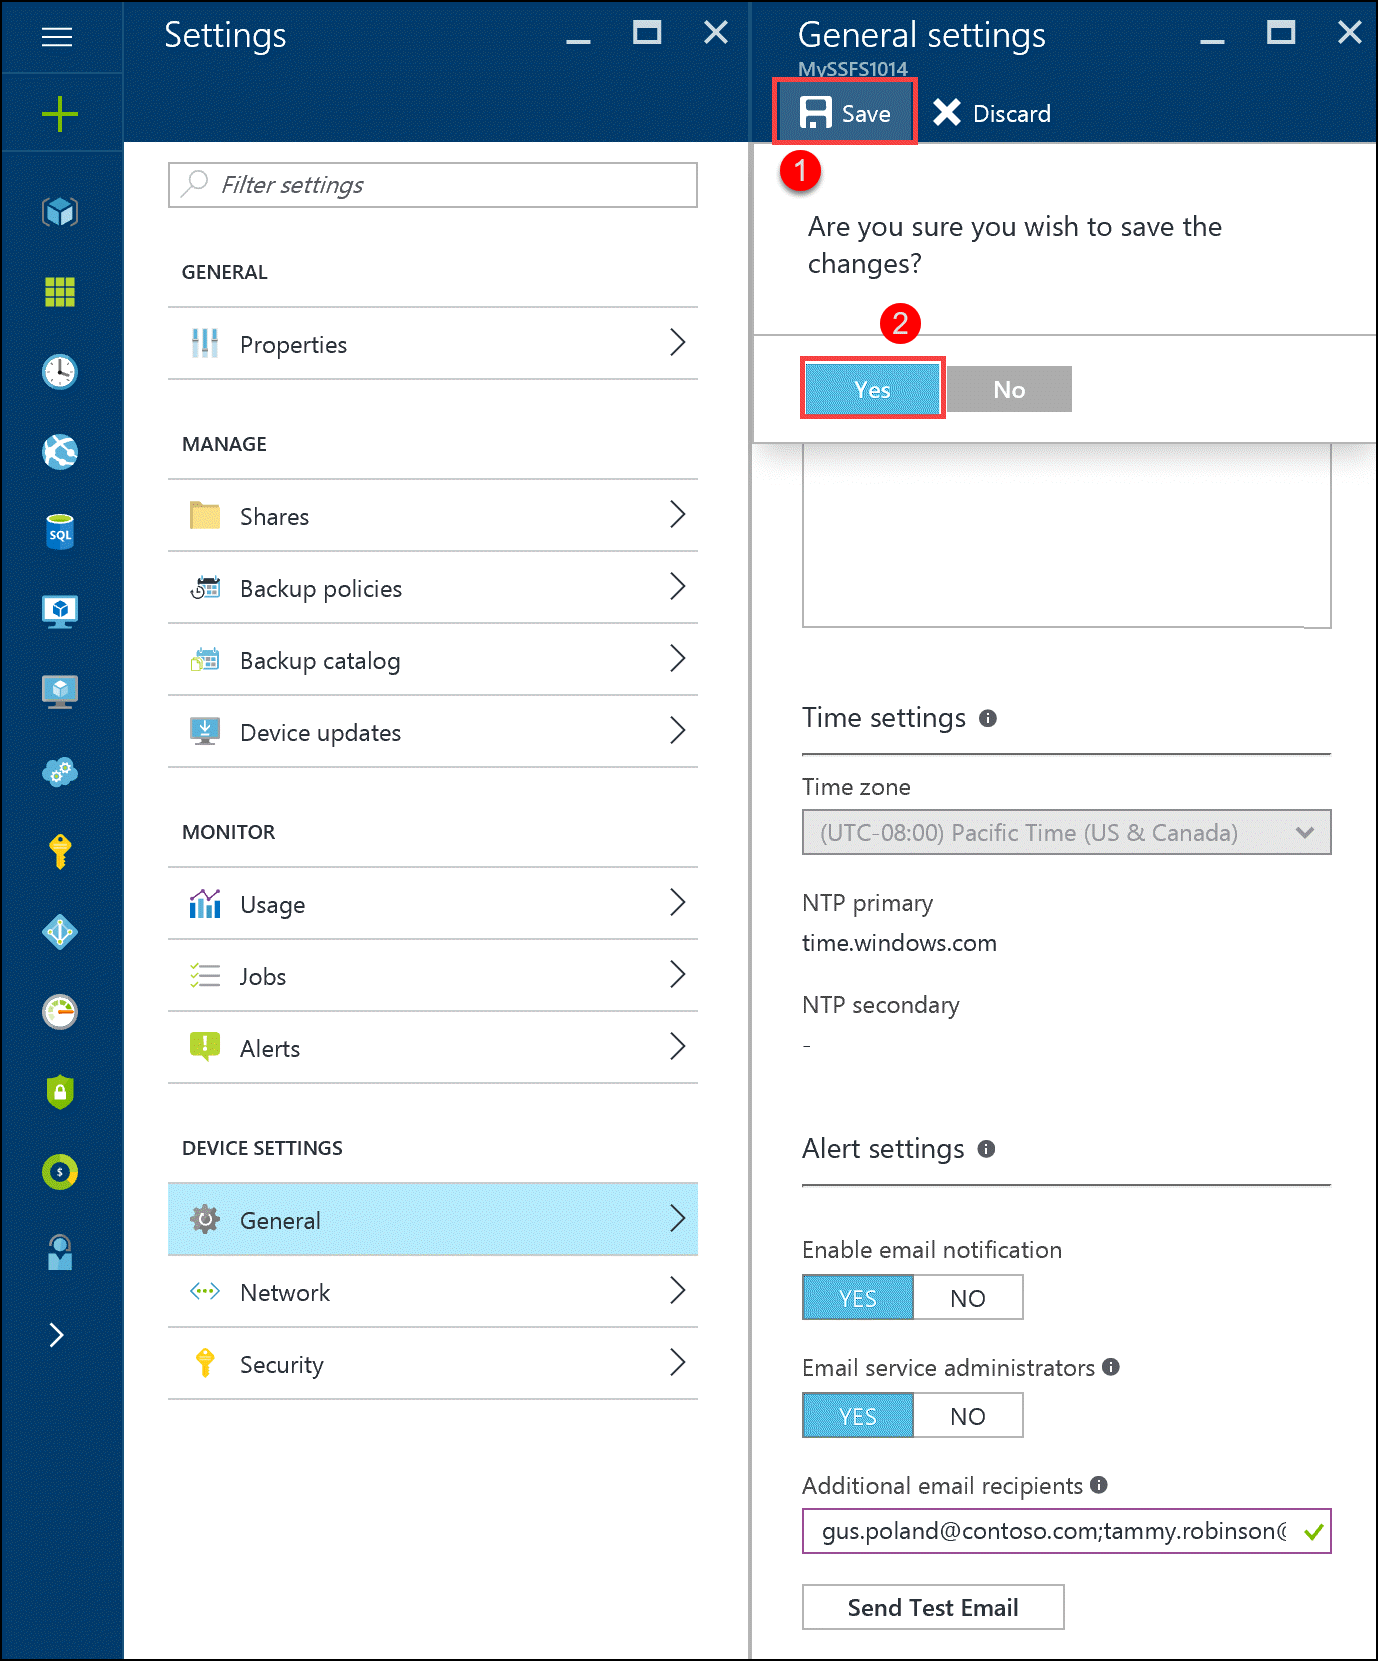 Settings
Filter settings
GENERAL
Properties
MANAGE
Shares
Backup policies
Backup catalog
Device updates
MONITOR
Usage
Jobs
Alerts
DEVICE SETTINGS
General
Network
Security
SQL
$
General settings
MySSFS1014
Save
Discard
1
Are you sure you wish to save the
changes?
2
Yes
No
Time settings
Time zone
(UTC-08:00) Pacific Time (US & Canada)
NTP primary
time.windows.com
NTP secondary
-
Alert settings
Enable email notification
YES
NO
Email service administrators
YES
NO
Additional email recipients
gus.poland@contoso.com;tammy.robinson@
Send Test Email